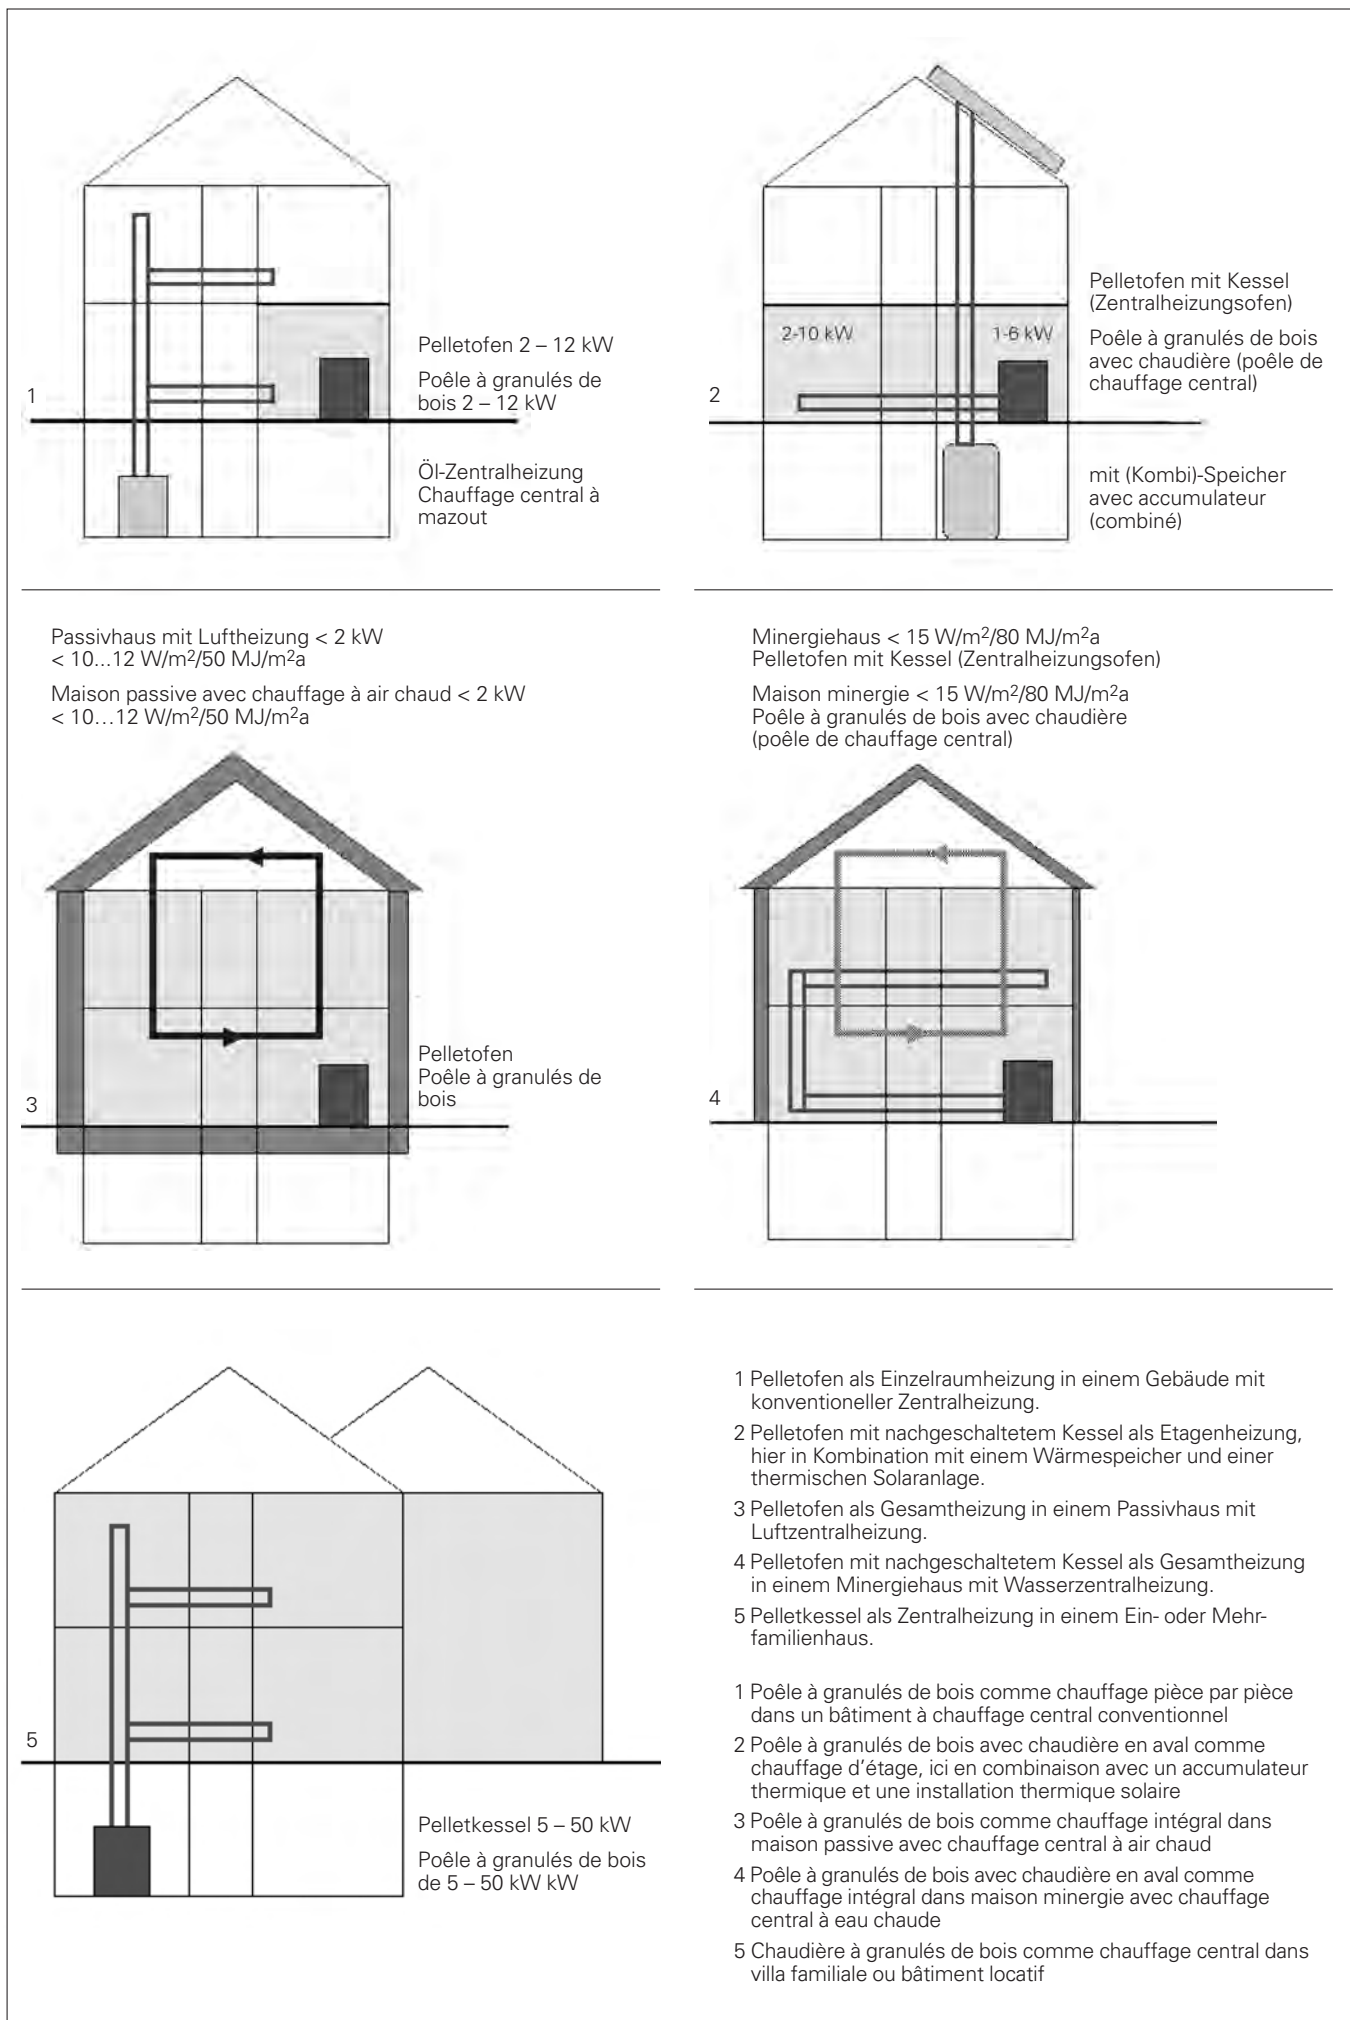 Pelletofen 2 – 12 kW
Poêle à granulés de
bois 2 – 12 kW
1
Öl-Zentralheizung
Chauffage central à
mazout
Pelletofen mit Kessel
(Zentralheizungsofen)
2-10 kW
1-6 kW
Poêle à granulés de bois
avec chaudière (poêle de
chauffage central)
2
mit (Kombi)-Speicher
avec accumulateur
(combiné)
Passivhaus mit Luftheizung < 2 kW
< 10...12 W/m²/50 MJ/m²a
Maison passive avec chauffage à air chaud < 2 kW
< 10…12 W/m²/50 MJ/m²a
Pelletofen
Poêle à granulés de
bois
3
Minergiehaus < 15 W/m²/80 MJ/m²a
Pelletofen mit Kessel (Zentralheizungsofen)
Maison minergie < 15 W/m²/80 MJ/m²a
Poêle à granulés de bois avec chaudière
(poêle de chauffage central)
4
5
Pelletkessel 5 – 50 kW
Poêle à granulés de bois
de 5 – 50 kW kW
1 Pelletofen als Einzelraumheizung in einem Gebäude mit
konventioneller Zentralheizung.
2 Pelletofen mit nachgeschaltetem Kessel als Etagenheizung,
hier in Kombination mit einem Wärmespeicher und einer
thermischen Solaranlage.
3 Pelletofen als Gesamtheizung in einem Passivhaus mit
Luftzentralheizung.
4 Pelletofen mit nachgeschaltetem Kessel als Gesamtheizung
in einem Minergiehaus mit Wasserzentralheizung.
5 Pelletkessel als Zentralheizung in einem Ein- oder Mehr-
familienhaus.
1 Poêle à granulés de bois comme chauffage pièce par pièce
dans un bâtiment à chauffage central conventionnel
2 Poêle à granulés de bois avec chaudière en aval comme
chauffage d’étage, ici en combinaison avec un accumulateur
thermique et une installation thermique solaire
3 Poêle à granulés de bois comme chauffage intégral dans
maison passive avec chauffage central à air chaud
4 Poêle à granulés de bois avec chaudière en aval comme
chauffage intégral dans maison minergie avec chauffage
central à eau chaude
5 Chaudière à granulés de bois comme chauffage central dans
villa familiale ou bâtiment locatif